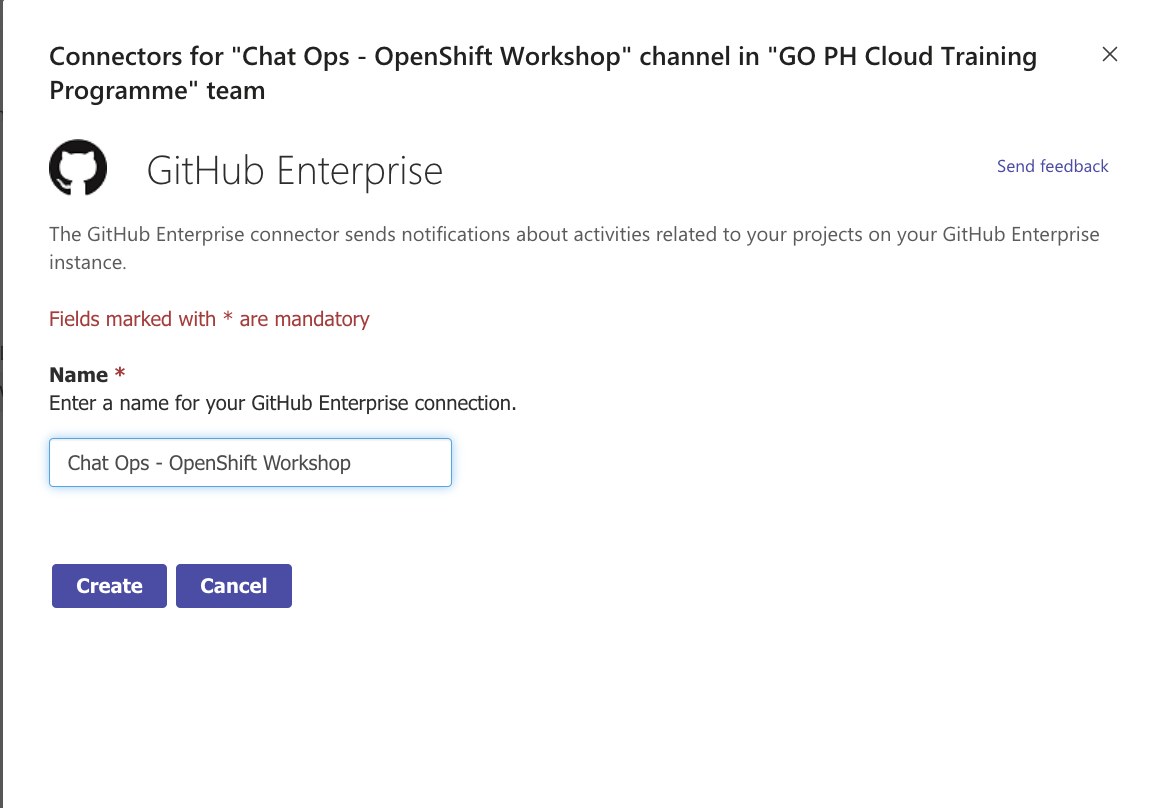 Connectors for "Chat Ops - OpenShift Workshop" channel in "GO PH Cloud Training
Programme" team
GitHub Enterprise
Send feedback
The GitHub Enterprise connector sends notifications about activities related to your projects on your GitHub Enterprise
instance.
Fields marked with * are mandatory
Name *
Enter a name for your GitHub Enterprise connection.
Chat Ops - OpenShift Workshop
Create
Cancel